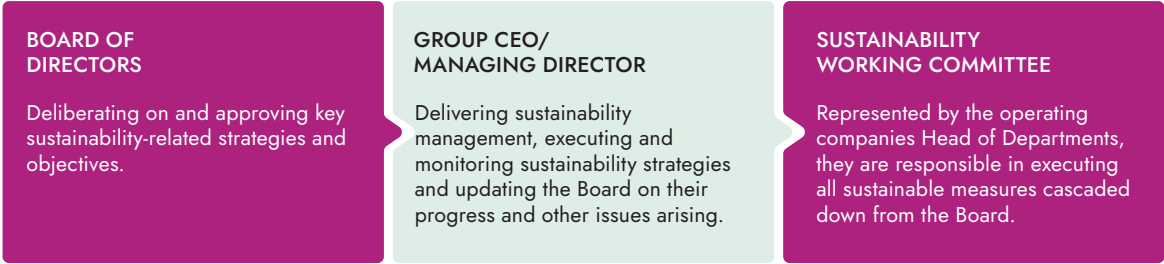 BOARD OF
DIRECTORS
Deliberating on and approving key
sustainability-related strategies and
objectives.
GROUP CEO/
MANAGING DIRECTOR
Delivering sustainability
management, executing and
monitoring sustainability strategies
and updating the Board on their
progress and other issues arising.
SUSTAINABILITY
WORKING COMMITTEE
Represented by the operating
companies Head of Departments,
they are responsible in executing
all sustainable measures cascaded
down from the Board.